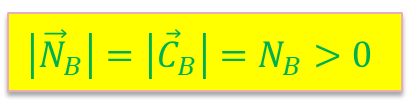 |N⃗_B| = |C⃗_B| = N_B > 0